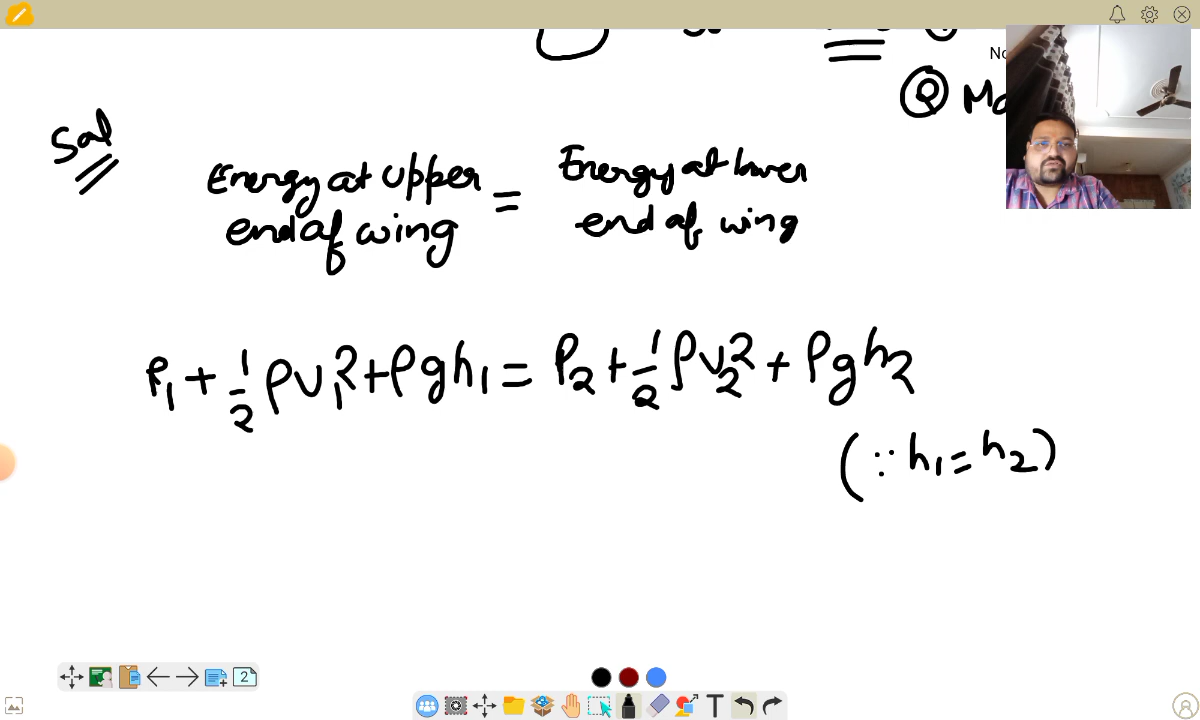 Sol
Energy at upper end of wing = Energy at lower end of wing
P₁ + 1/2 ρv₁² + ρgh₁ = P₂ + 1/2 ρv₂² + ρgh₂
(∵ h₁ = h₂)
2
T